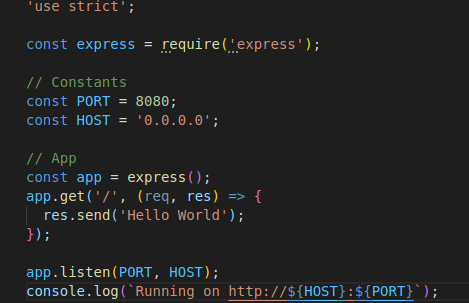 'use strict';
const express = require('express');
// Constants
const PORT = 8080;
const HOST = '0.0.0.0';
// App
const app = express();
app.get('/', (req, res) => {
  res.send('Hello World');
});
app.listen(PORT, HOST);
console.log(`Running on http://${HOST}:${PORT}`);